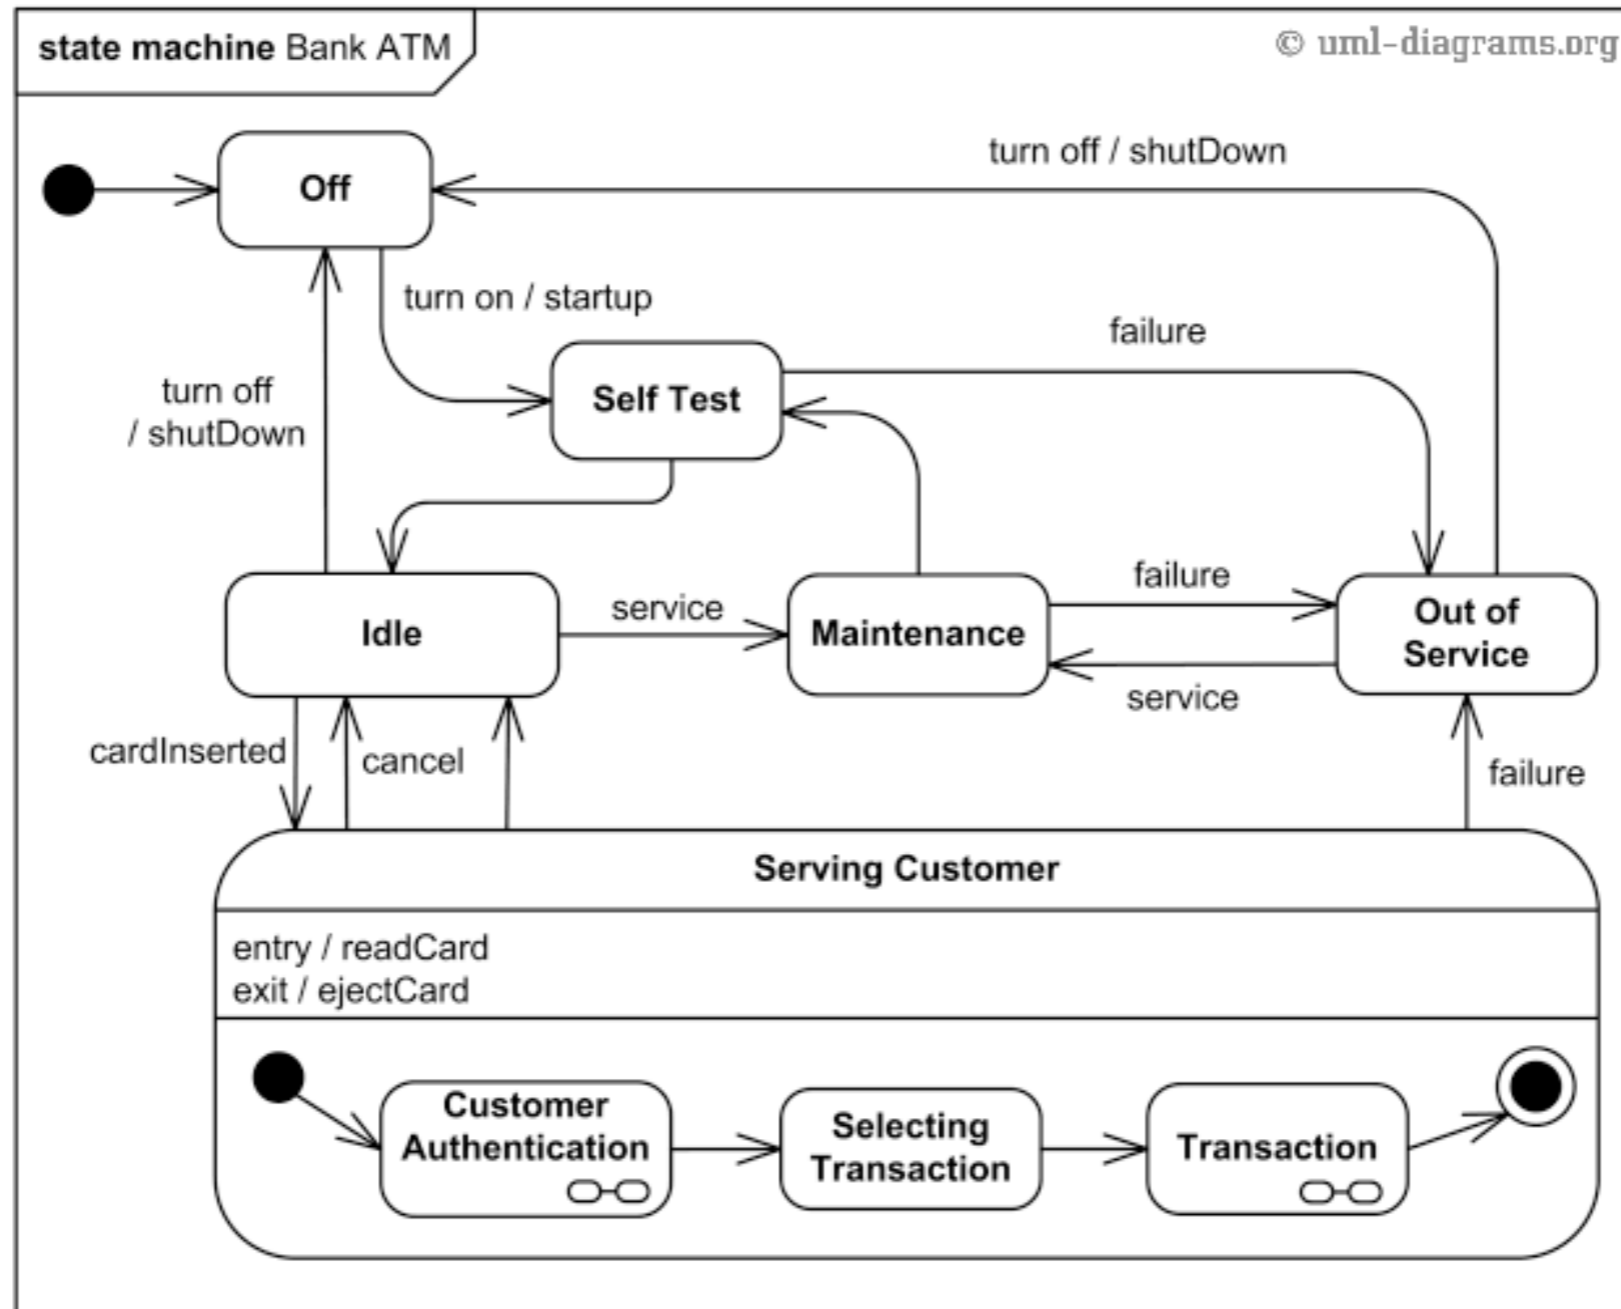 state machine Bank ATM
© uml-diagrams.org
turn off / shutDown
Off
turn on / startup
failure
turn off
/ shutDown
Self Test
failure
Idle
service
Maintenance
Out of
Service
service
cardInserted
cancel
failure
Serving Customer
entry / readCard
exit / ejectCard
Customer
Authentication
Selecting
Transaction
Transaction